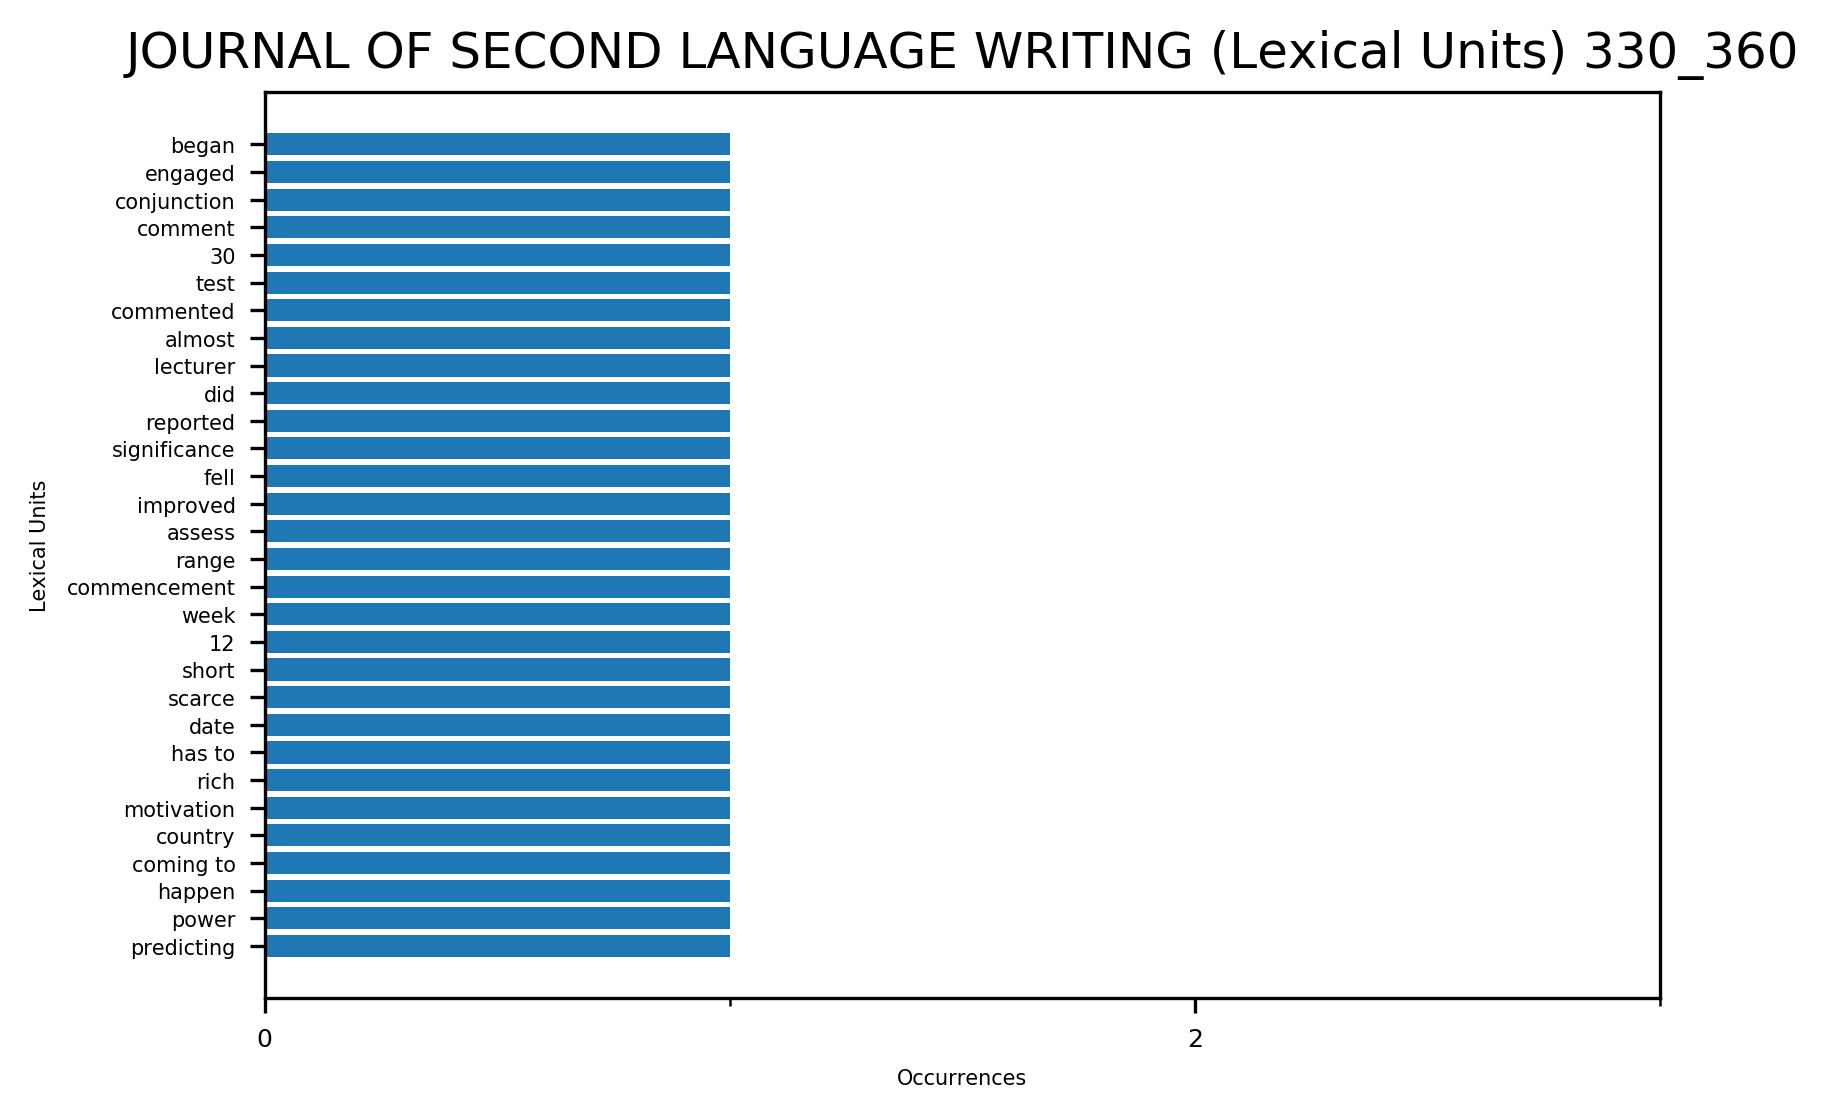 JOURNAL OF SECOND LANGUAGE WRITING (Lexical Units) 330_360
Lexical Units
began
engaged
conjunction
comment
30
test
commented
almost
lecturer
did
reported
significance
fell
improved
assess
range
commencement
week
12
short
scarce
date
has to
rich
motivation
country
coming to
happen
power
predicting
0 2
Occurrences